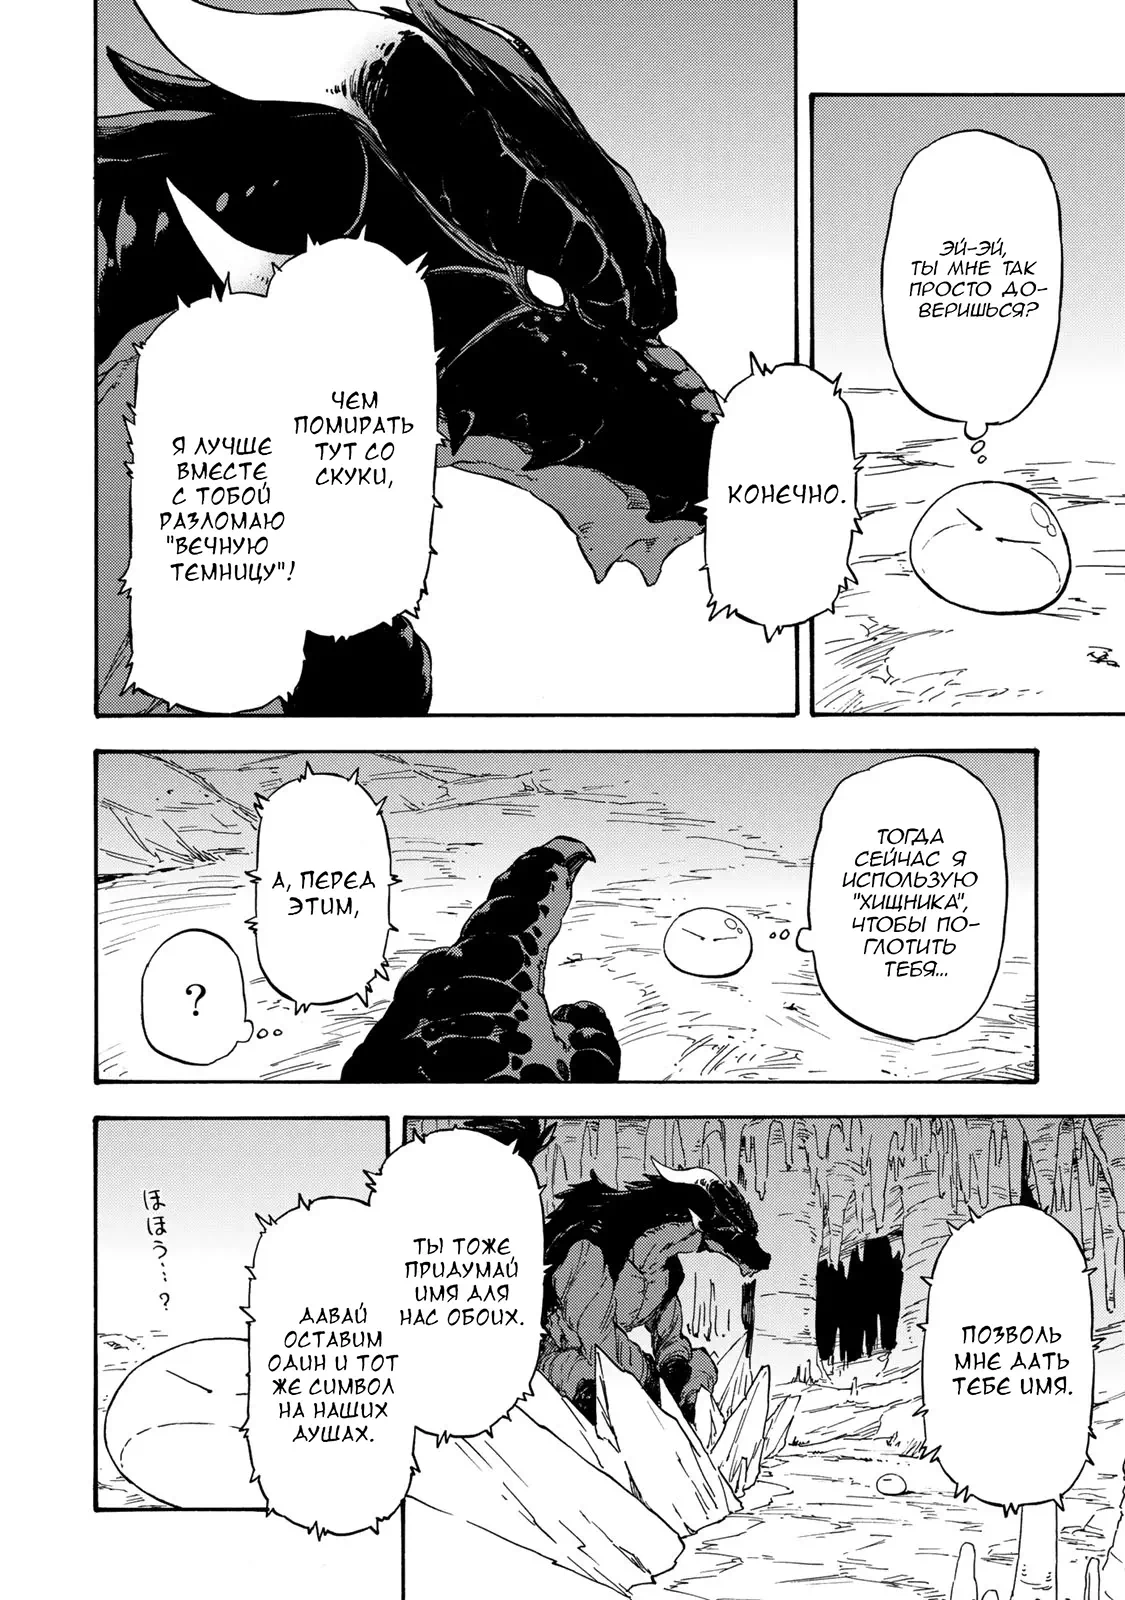 ЭЙ-ЭЙ,
ТЫ МНЕ ТАК
ПРОСТО ДО-
ВЕРИШЬСЯ?
КОНЕЧНО.
ЧЕМ
ПОМИРАТЬ
ТУТ СО
СКУКИ,
Я ЛУЧШЕ
ВМЕСТЕ
С ТОБОЙ
РАЗЛОМАЮ
"ВЕЧНУЮ
ТЕМНИЦУ"!
ТОГДА
СЕЙЧАС Я
ИСПОЛЬЗУЮ
"ХИЩНИКА",
ЧТОБЫ ПО-
ГЛОТИТЬ
ТЕБЯ...
А, ПЕРЕД
ЭТИМ,
?
ПОЗВОЛЬ
МНЕ ДАТЬ
ТЕБЕ ИМЯ.
ТЫ ТОЖЕ
ПРИДУМАЙ
ИМЯ ДЛЯ
НАС ОБОИХ.
ДАВАЙ
ОСТАВИМ
ОДИН И ТОТ
ЖЕ СИМВОЛ
НА НАШИХ
ДУШАХ.
ほほう…?